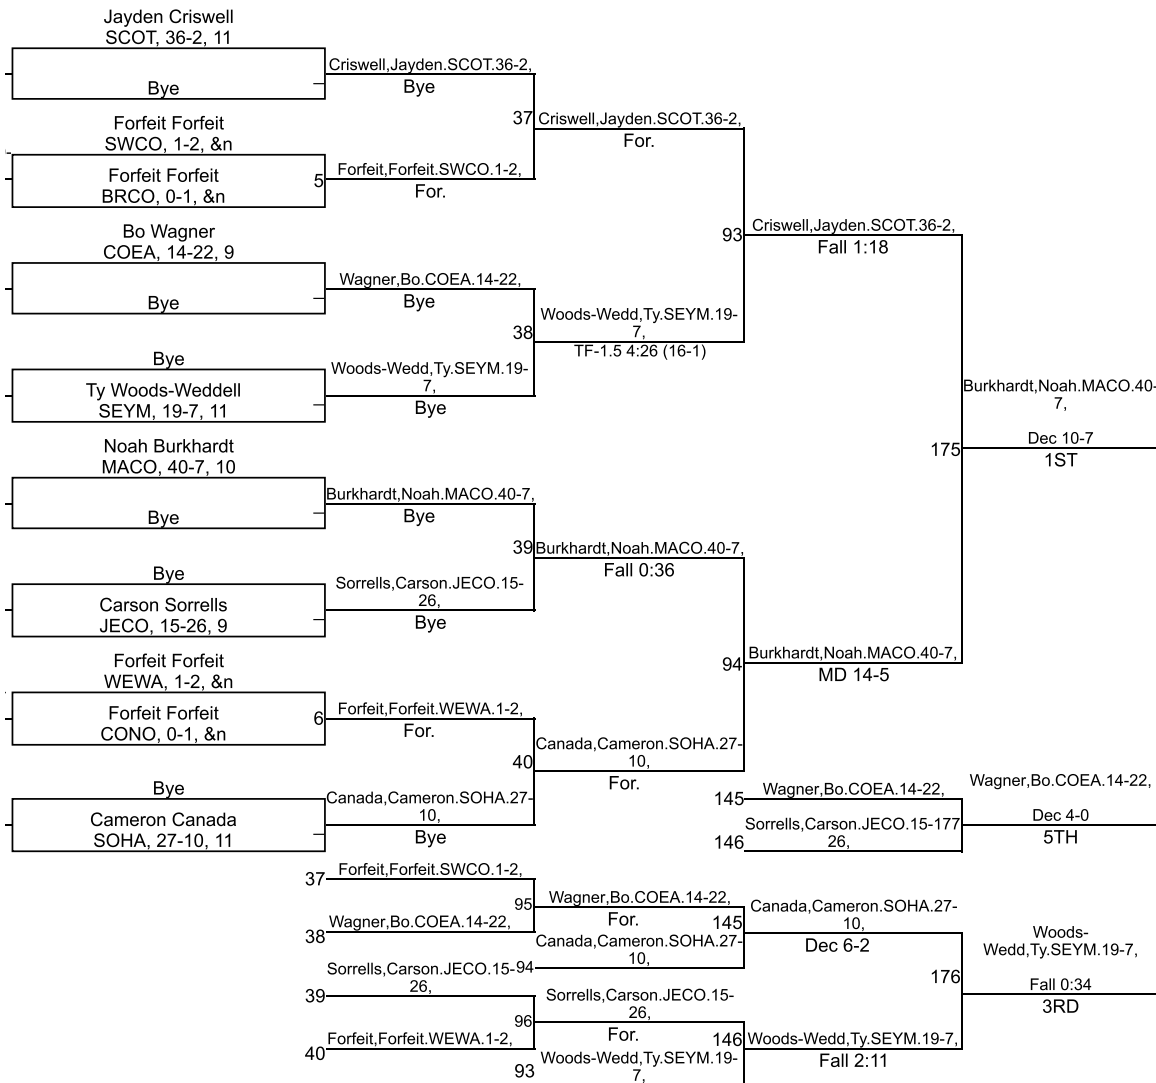 Jayden Criswell
SCOT, 36-2, 11
Bye
Criswell,Jayden.SCOT.36-2,
Bye
Forfeit Forfeit
SWCO, 1-2, &n
Forfeit Forfeit
BRCO, 0-1, &n
5
Forfeit,Forfeit.SWCO.1-2,
For.
37
Criswell,Jayden.SCOT.36-2,
For.
Bo Wagner
COEA, 14-22, 9
Bye
Wagner,Bo.COEA.14-22,
Bye
Bye
Ty Woods-Weddell
SEYM, 19-7, 11
Woods-Wedd,Ty.SEYM.19-
7,
Bye
38
Woods-Wedd,Ty.SEYM.19-
7,
TF-1.5 4:26 (16-1)
93
Criswell,Jayden.SCOT.36-2,
Fall 1:18
Noah Burkhardt
MACO, 40-7, 10
Bye
Burkhardt,Noah.MACO.40-7,
Bye
Bye
Carson Sorrells
JECO, 15-26, 9
Sorrells,Carson.JECO.15-
26,
Bye
39
Burkhardt,Noah.MACO.40-7,
Fall 0:36
Forfeit Forfeit
WEWA, 1-2, &n
Forfeit Forfeit
CONO, 0-1, &n
6
Forfeit,Forfeit.WEWA.1-2,
For.
Bye
Cameron Canada
SOHA, 27-10, 11
Canada,Cameron.SOHA.27-
10,
Bye
40
Canada,Cameron.SOHA.27-
10,
For.
94
Burkhardt,Noah.MACO.40-7,
MD 14-5
175
Burkhardt,Noah.MACO.40-
7,
Dec 10-7
1ST
145
Wagner,Bo.COEA.14-22,
146
Sorrells,Carson.JECO.15-
26,
177
Wagner,Bo.COEA.14-22,
Dec 4-0
5TH
37
Forfeit,Forfeit.SWCO.1-2,
38
Wagner,Bo.COEA.14-22,
95
Wagner,Bo.COEA.14-22,
For.
94
Canada,Cameron.SOHA.27-
10,
145
Canada,Cameron.SOHA.27-
10,
Dec 6-2
39
Sorrells,Carson.JECO.15-
26,
40
Forfeit,Forfeit.WEWA.1-2,
96
Sorrells,Carson.JECO.15-
26,
For.
93
Woods-Wedd,Ty.SEYM.19-
7,
146
Woods-Wedd,Ty.SEYM.19-7,
Fall 2:11
176
Woods-
Wedd,Ty.SEYM.19-7,
Fall 0:34
3RD